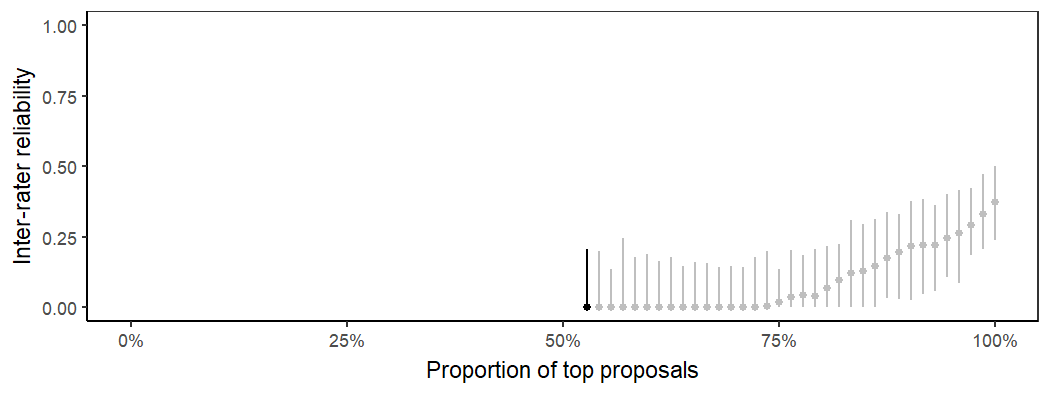 1.00
0.75
0.50
0.25
0.00
Inter-rater reliability
0% 25% 50% 75% 100%
Proportion of top proposals